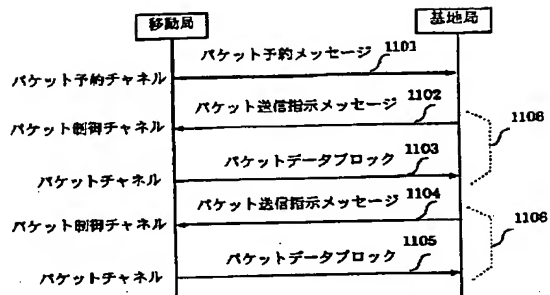 移動局
基地局
パケット予約メッセージ
1101
パケット予約チャネル
パケット送信指示メッセージ
1102
パケット制御チャネル
1106
パケットデータブロック
1103
パケットチャネル
パケット送信指示メッセージ
1104
パケット制御チャネル
1106
パケットデータブロック
1105
パケットチャネル